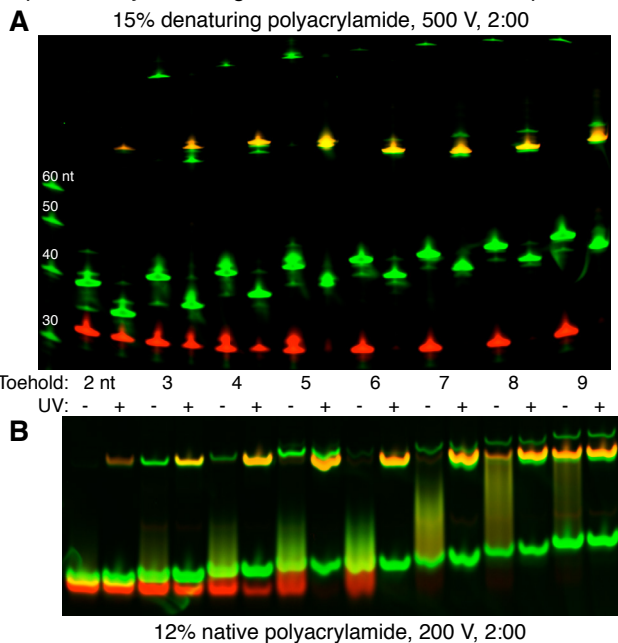 A
15% denaturing polyacrylamide, 500 V, 2:00
60 nt
50
40
30
Toehold: 2 nt 3 4 5 6 7 8 9
UV: - + - + - + - + - + - + - + - +
B
12% native polyacrylamide, 200 V, 2:00